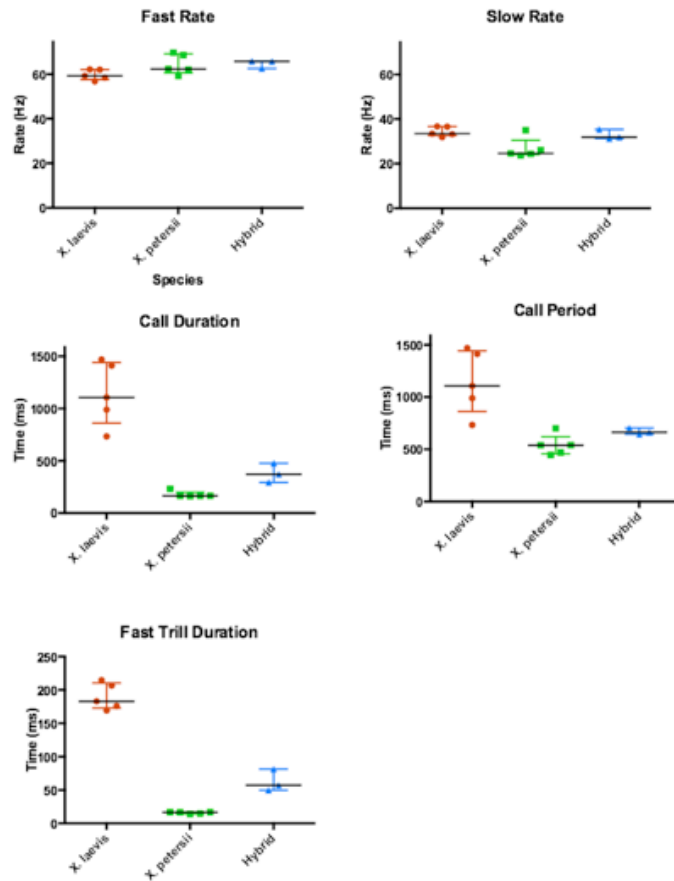 Fast Rate
Rate (Hz)
60
40
20
0
X. laevis
X. petersii
Hybrid
Species
Slow Rate
Rate (Hz)
60
40
20
0
X. laevis
X. petersii
Hybrid
Call Duration
Time (ms)
1500
1000
500
0
X. laevis
X. petersii
Hybrid
Call Period
Time (ms)
1500
1000
500
0
X. laevis
X. petersii
Hybrid
Fast Trill Duration
Time (ms)
250
200
150
100
50
0
X. laevis
X. petersii
Hybrid